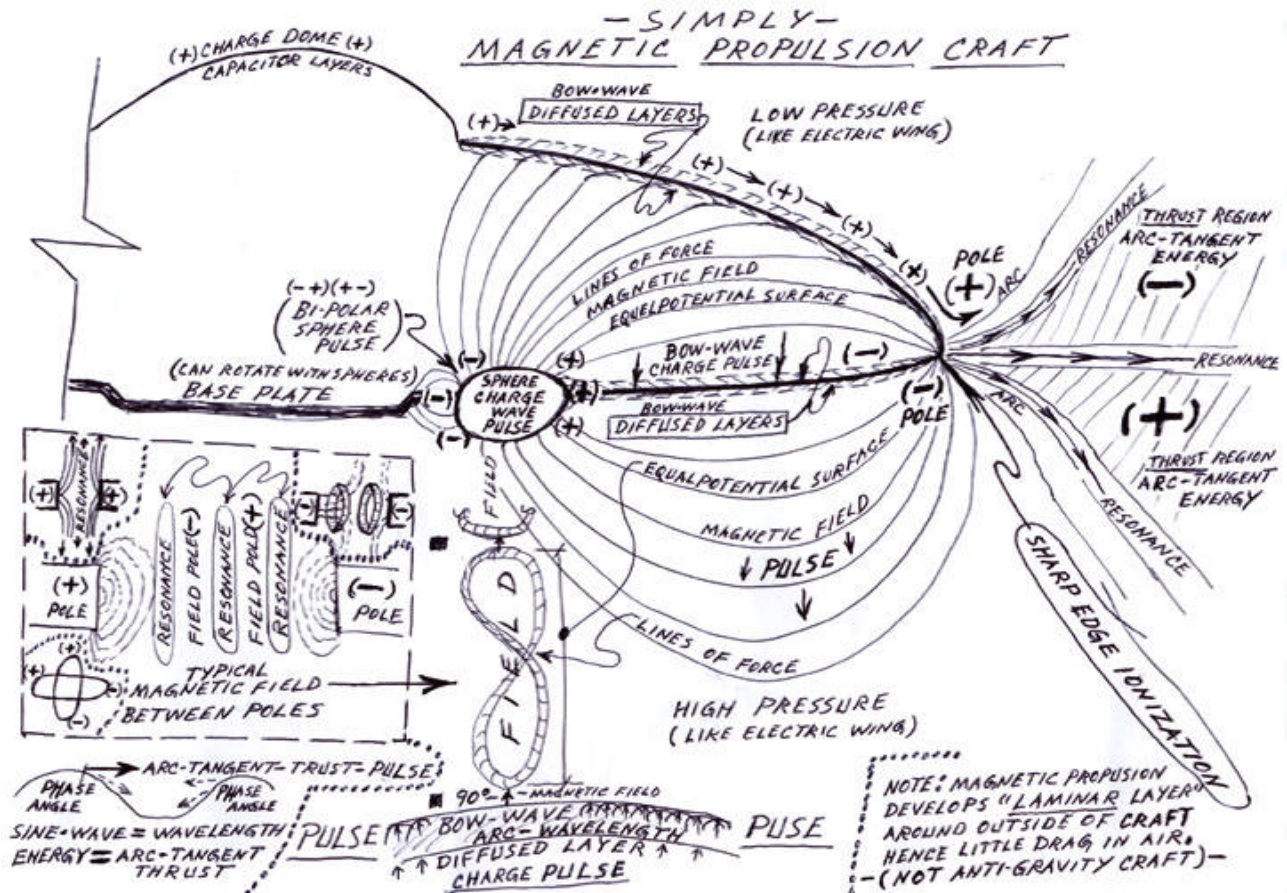 -SIMPLY-
MAGNETIC PROPULSION CRAFT
(+) CHARGE DOME (+)
CAPACITOR LAYERS
BOW-WAVE
DIFFUSED LAYERS
(+)
LOW PRESSURE
(LIKE ELECTRIC WING)
(+)
(+)
(+)
(+)
POLE
(+)
ARC
RESONANCE
THRUST REGION
ARC-TANGENT
ENERGY
(-)
LINES OF FORCE
MAGNETIC FIELD
EQUELPOTENTIAL SURFACE
(-+)(+-)
(BI-POLAR
SPHERE
PULSE)
(CAN ROTATE WITH SPHERES)
BASE PLATE
(-)
(-)
(-)
SPHERE
CHARGE
WAVE
PULSE
(+)
(+)
(+)
BOW-WAVE
CHARGE PULSE
(-)
BOW-WAVE
DIFFUSED LAYERS
(-)
POLE
RESONANCE
ARC
(+)
THRUST REGION
ARC-TANGENT
ENERGY
RESONANCE
EQUALPOTENTIAL SURFACE
MAGNETIC FIELD
PULSE
LINES OF FORCE
SHARP EDGE IONIZATION
FIELD
FIELD
HIGH PRESSURE
(LIKE ELECTRIC WING)
(+)
RESONANCE
(+)
(+)
POLE
RESONANCE
FIELD POLE(-)
RESONANCE
FIELD POLE(+)
RESONANCE
(-)
POLE
(+)
(+)
(-)
(-)
TYPICAL
MAGNETIC FIELD
BETWEEN POLES
ARC-TANGENT-TRUST-PULSE
PHASE
ANGLE
PHASE
ANGLE
SINE-WAVE = WAVELENGTH
ENERGY = ARC-TANGENT
THRUST
90°--MAGNETIC FIELD
PULSE
BOW-WAVE
ARC-WAVELENGTH
PUSE
DIFFUSED LAYER
CHARGE PULSE
NOTE: MAGNETIC PROPUSION
DEVELOPS "LAMINAR LAYER"
AROUND OUTSIDE OF CRAFT
HENCE LITTLE DRAG IN AIR.
-(NOT ANTI-GRAVITY CRAFT)-